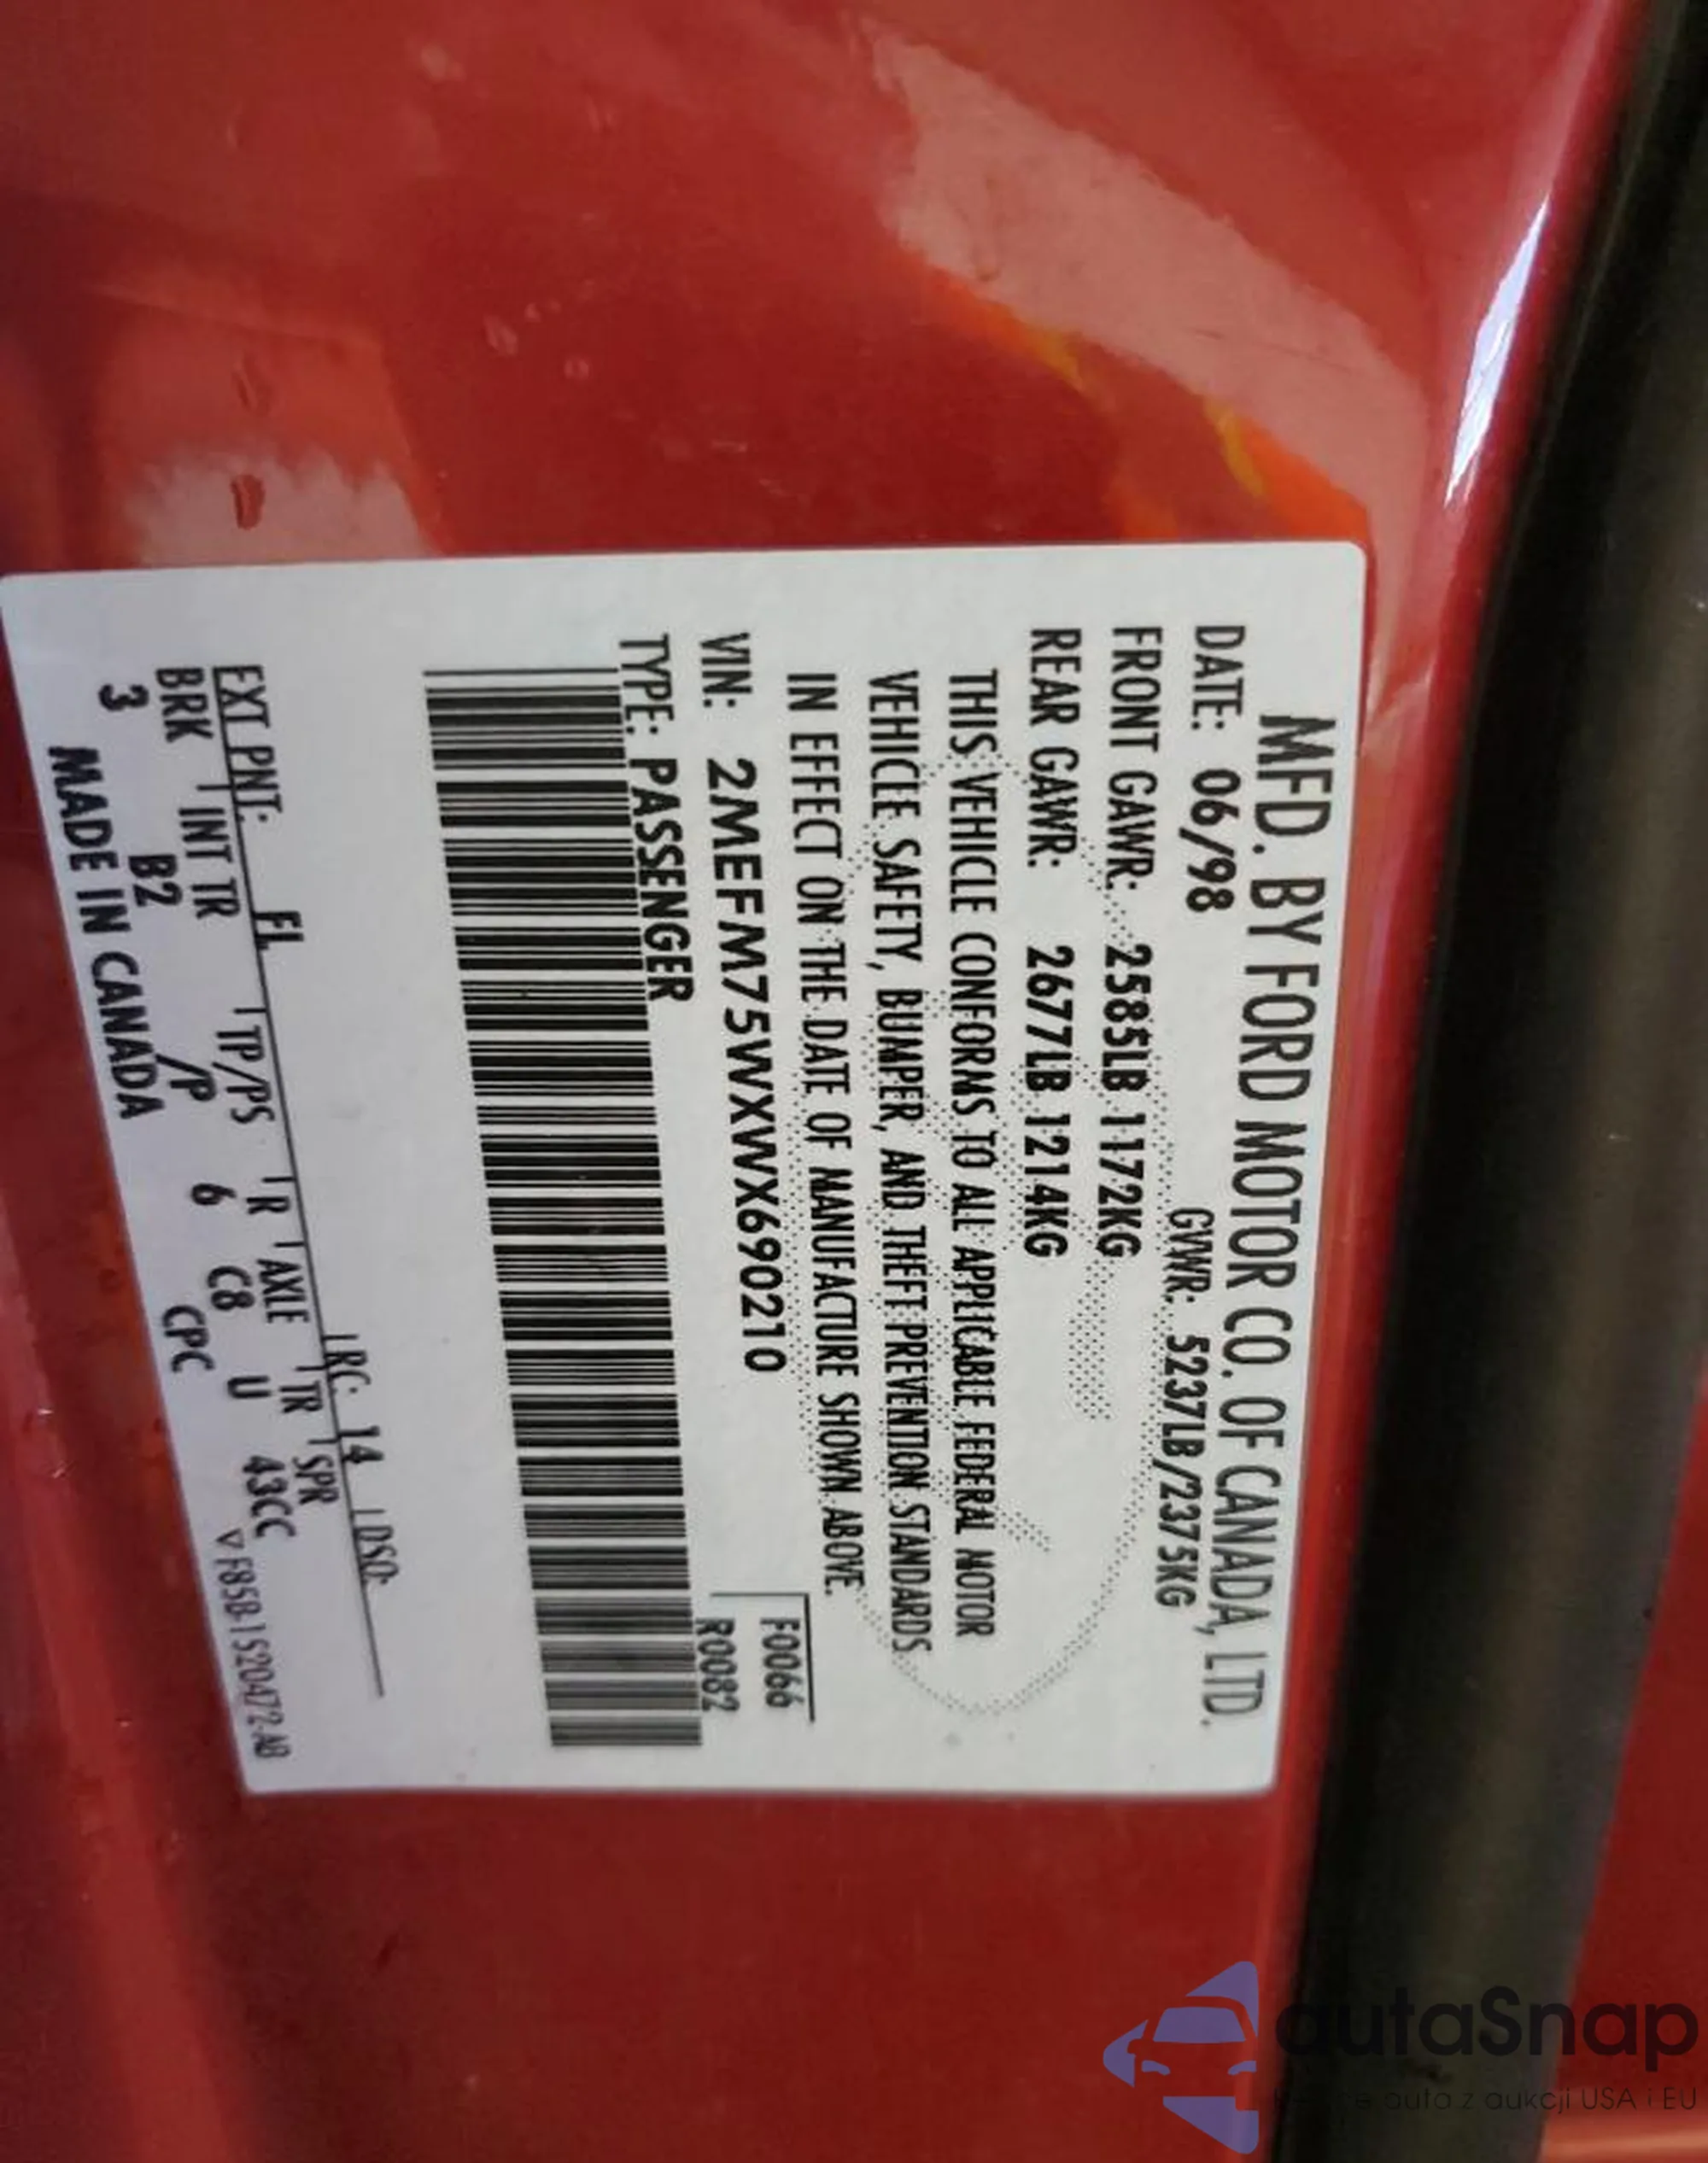 MFD. BY FORD MOTOR CO. OF CANADA, LTD.
DATE: 06/98 GVWR: 5237LB/2375KG
FRONT GAWR: 2585LB 1172KG
REAR GAWR: 2677LB 1214KG
THIS VEHICLE CONFORMS TO ALL APPLICABLE FEDERAL MOTOR
VEHICLE SAFETY, BUMPER, AND THEFT PREVENTION STANDARDS
IN EFFECT ON THE DATE OF MANUFACTURE SHOWN ABOVE.
VIN: 2MEFM75WXWX690210
F0066
R0082
TYPE: PASSENGER
EXT PNT: FL RC: 14 DSO:
BRK INT TR TP/PS R AXLE TR SPR
3 B2 /P 6 C8 U 43CC
MADE IN CANADA CPC ▽ F85B-1520472-AB
autaSnap
auta z aukcji USA i EU